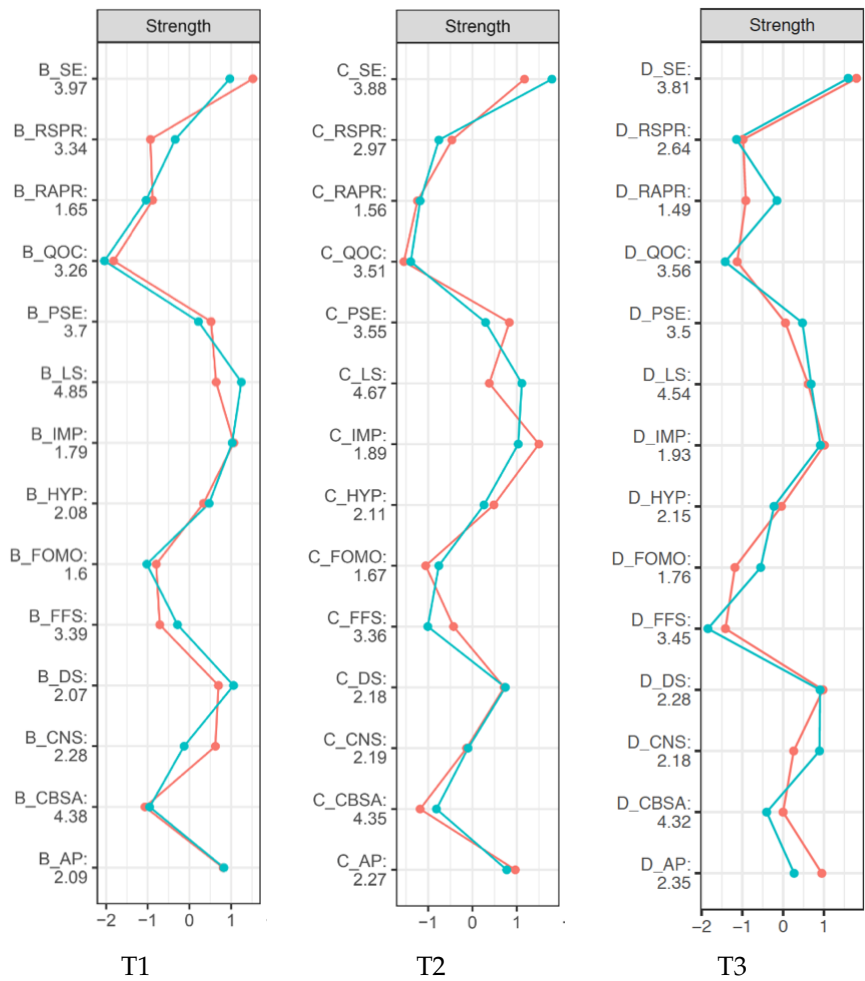 Strength
B_SE:
3.97
B_RSPR:
3.34
B_RAPR:
1.65
B_QOC:
3.26
B_PSE:
3.7
B_LS:
4.85
B_IMP:
1.79
B_HYP:
2.08
B_FOMO:
1.6
B_FFS:
3.39
B_DS:
2.07
B_CNS:
2.28
B_CBSA:
4.38
B_AP:
2.09
−2 −1 0 1
T1
Strength
C_SE:
3.88
C_RSPR:
2.97
C_RAPR:
1.56
C_QOC:
3.51
C_PSE:
3.55
C_LS:
4.67
C_IMP:
1.89
C_HYP:
2.11
C_FOMO:
1.67
C_FFS:
3.36
C_DS:
2.18
C_CNS:
2.19
C_CBSA:
4.35
C_AP:
2.27
−1 0 1
T2
Strength
D_SE:
3.81
D_RSPR:
2.64
D_RAPR:
1.49
D_QOC:
3.56
D_PSE:
3.5
D_LS:
4.54
D_IMP:
1.93
D_HYP:
2.15
D_FOMO:
1.76
D_FFS:
3.45
D_DS:
2.28
D_CNS:
2.18
D_CBSA:
4.32
D_AP:
2.35
−2 −1 0 1
T3